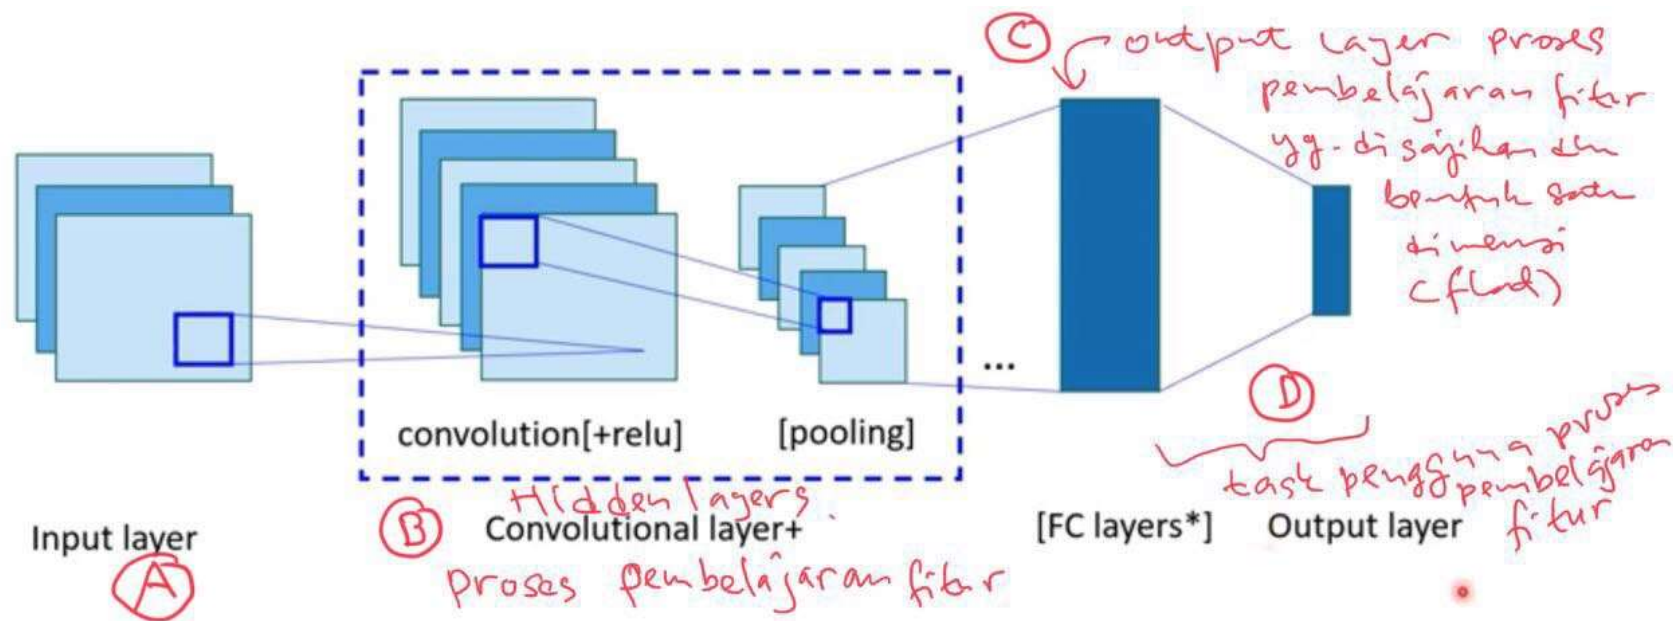 C
output layer proses
pembelajaran fitur
yg. disajikan dlm
bentuk satu
dimensi
(flad)
...
convolution[+relu]
[pooling]
D
task pengguna proses
pembelajaran
fitur
Hidden layers
B
Convolutional layer+
Input layer
A
proses pembelajaran fitur
[FC layers*]
Output layer